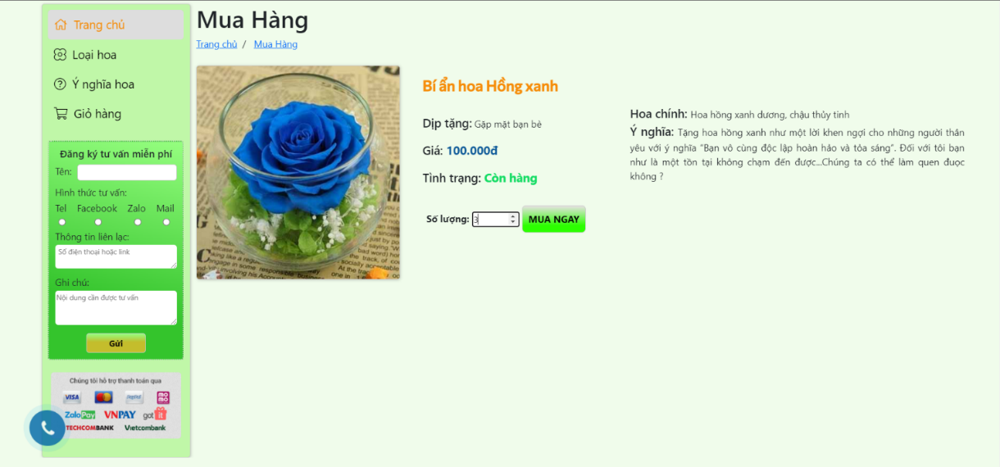 Trang chủ
Loại hoa
Ý nghĩa hoa
Giỏ hàng
Đăng ký tư vấn miễn phí
Tên:
Hình thức tư vấn:
Tel Facebook Zalo Mail
Thông tin liên lạc:
Số điện thoại hoặc link
Ghi chú:
Nội dung cần được tư vấn
Gửi
Chúng tôi hỗ trợ thanh toán qua
VISA MasterCard PayPal MOMO
ZaloPay VNPAY got it
TECHCOMBANK Vietcombank
Mua Hàng
Trang chủ / Mua Hàng
Bí ẩn hoa Hồng xanh
Dịp tặng: Gặp mặt bạn bè
Giá: 100.000đ
Tình trạng: Còn hàng
Số lượng: 3 MUA NGAY
Hoa chính: Hoa hồng xanh dương, chậu thủy tinh
Ý nghĩa: Tặng hoa hồng xanh như một lời khen ngợi cho những người thân
yêu với ý nghĩa "Bạn vô cùng độc lập hoàn hảo và tỏa sáng". Đối với tôi bạn
như là một tồn tại không chạm đến được...Chúng ta có thể làm quen đuọc
không ?